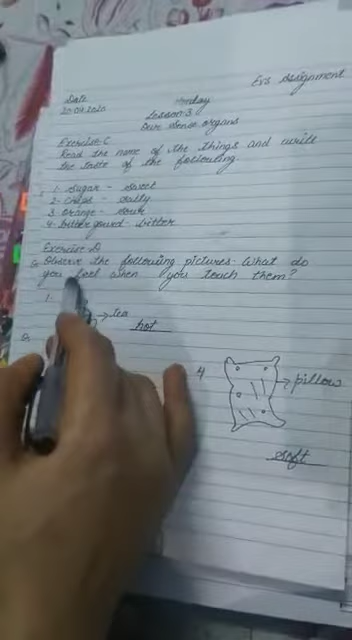 Evs Assignment
Date Monday
20-04-2020
Lesson-3
Our sense organs
Exercise-C
Read the name of the things and write
the taste of the following
1- Sugar - sweet
2- Chips - salty
3- Orange - sour
4- bitter gourd - bitter
Exercise-D
Observe the following pictures. What do
you feel when you touch them?
1.
→ tea
hot
4
→ pillow
soft